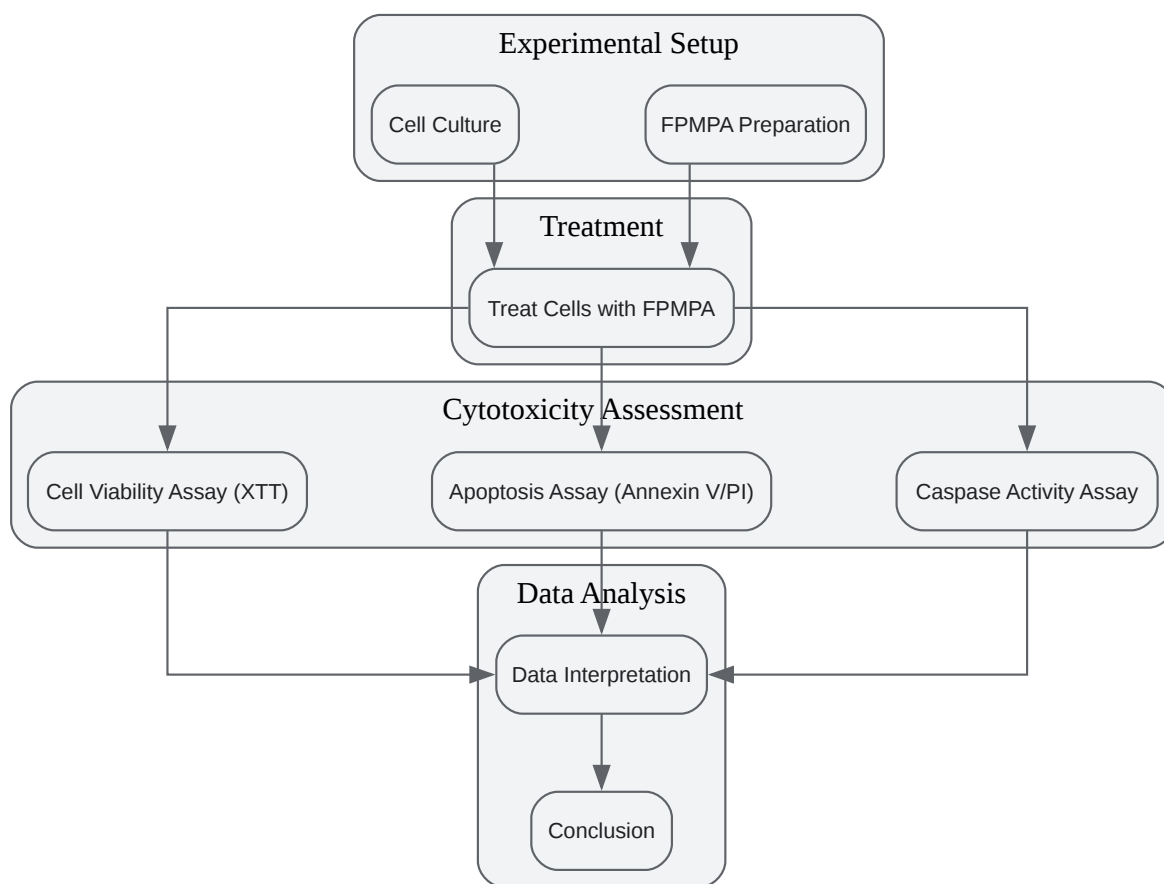 Experimental Setup
Cell Culture
FPMPA Preparation
Treatment
Treat Cells with FPMPA
Cytotoxicity Assessment
Cell Viability Assay (XTT)
Apoptosis Assay (Annexin V/PI)
Caspase Activity Assay
Data Analysis
Data Interpretation
Conclusion